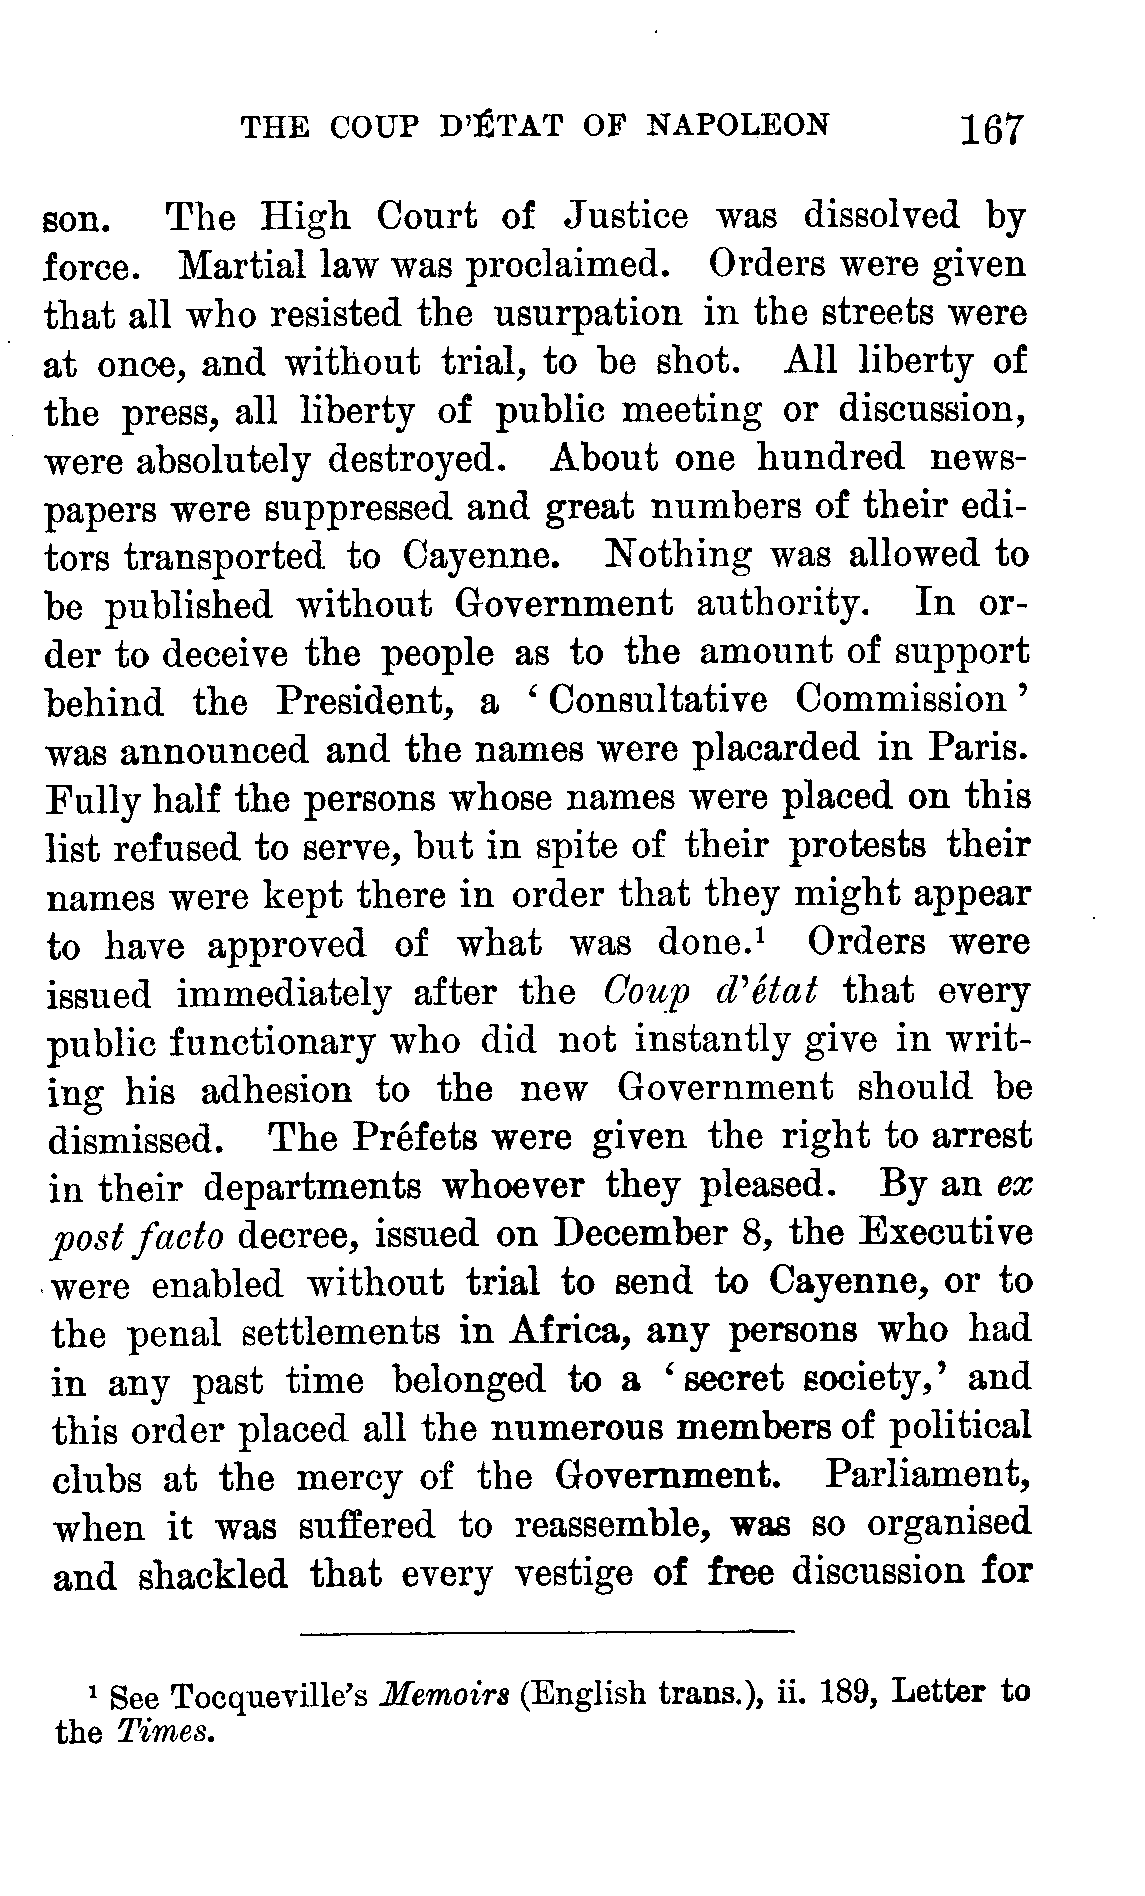 THE COUP D'ÉTAT OF NAPOLEON 167
son. The High Court of Justice was dissolved by
force. Martial law was proclaimed. Orders were given
that all who resisted the usurpation in the streets were
at once, and without trial, to be shot. All liberty of
the press, all liberty of public meeting or discussion,
were absolutely destroyed. About one hundred news-
papers were suppressed and great numbers of their edi-
tors transported to Cayenne. Nothing was allowed to
be published without Government authority. In or-
der to deceive the people as to the amount of support
behind the President, a ‘Consultative Commission’
was announced and the names were placarded in Paris.
Fully half the persons whose names were placed on this
list refused to serve, but in spite of their protests their
names were kept there in order that they might appear
to have approved of what was done.¹ Orders were
issued immediately after the Coup d'état that every
public functionary who did not instantly give in writ-
ing his adhesion to the new Government should be
dismissed. The Préfets were given the right to arrest
in their departments whoever they pleased. By an ex
post facto decree, issued on December 8, the Executive
were enabled without trial to send to Cayenne, or to
the penal settlements in Africa, any persons who had
in any past time belonged to a ‘secret society,’ and
this order placed all the numerous members of political
clubs at the mercy of the Government. Parliament,
when it was suffered to reassemble, was so organised
and shackled that every vestige of free discussion for
¹ See Tocqueville's Memoirs (English trans.), ii. 189, Letter to
the Times.